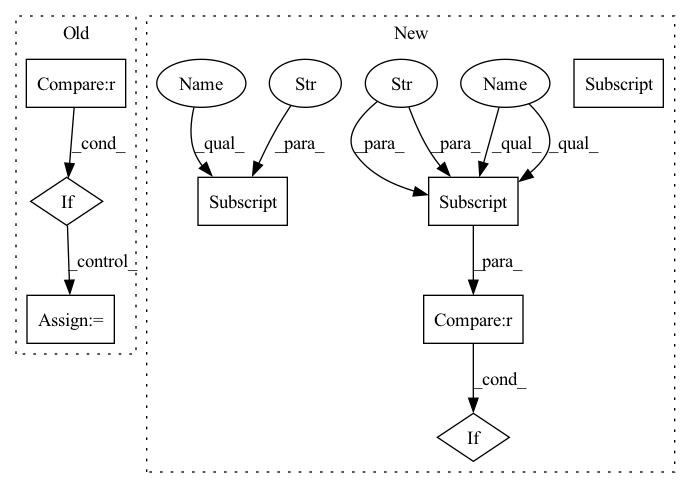 Old
New
Compare:r
Name
Str
Str
Name
Subscript
_cond_
_qual_
_para_
_para_
_para_
_qual_
_qual_
If
Subscript
Subscript
_control_
_para_
Assign:=
Compare:r
_cond_
If